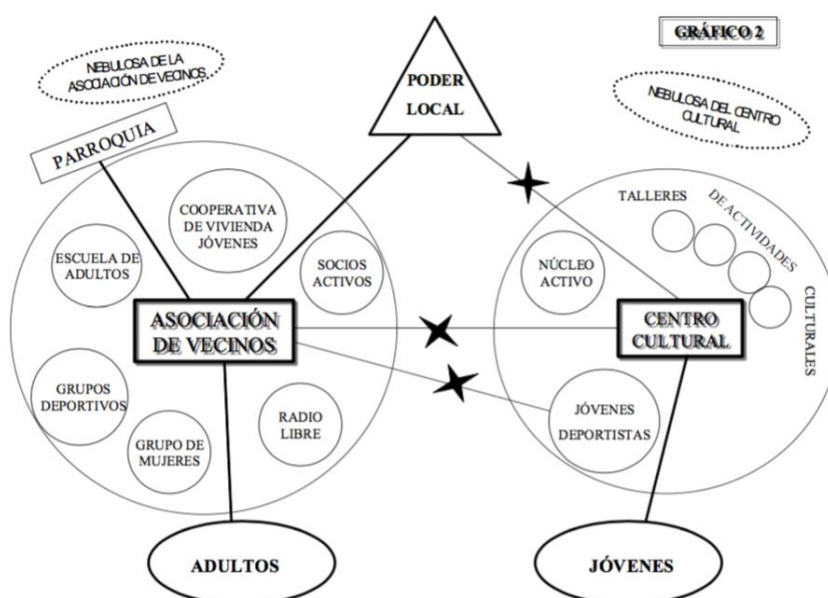 GRÁFICO 2
NEBULOSA DE LA
ASOCIACIÓN DE VECINOS
PODER
LOCAL
NEBULOSA DEL CENTRO
CULTURAL
PARROQUIA
COOPERATIVA
DE VIVIENDA
JÓVENES
ESCUELA DE
ADULTOS
SOCIOS
ACTIVOS
TALLERES
DE ACTIVIDADES
CULTURALES
NÚCLEO
ACTIVO
ASOCIACIÓN
DE VECINOS
CENTRO
CULTURAL
GRUPOS
DEPORTIVOS
GRUPO DE
MUJERES
RADIO
LIBRE
JÓVENES
DEPORTISTAS
ADULTOS
JÓVENES